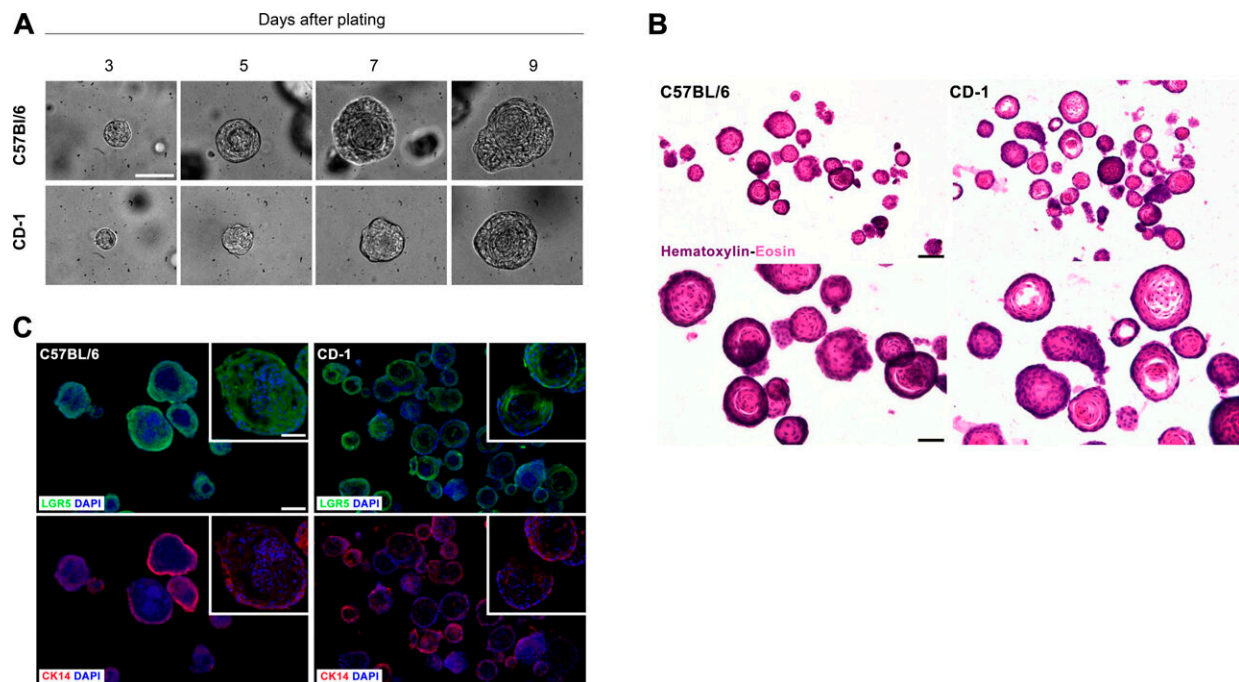 A
Days after plating
3 5 7 9
C57Bl/6
CD-1
B
C57BL/6
CD-1
Hematoxylin-Eosin
C
C57BL/6
CD-1
LGR5 DAPI
LGR5 DAPI
CK14 DAPI
CK14 DAPI